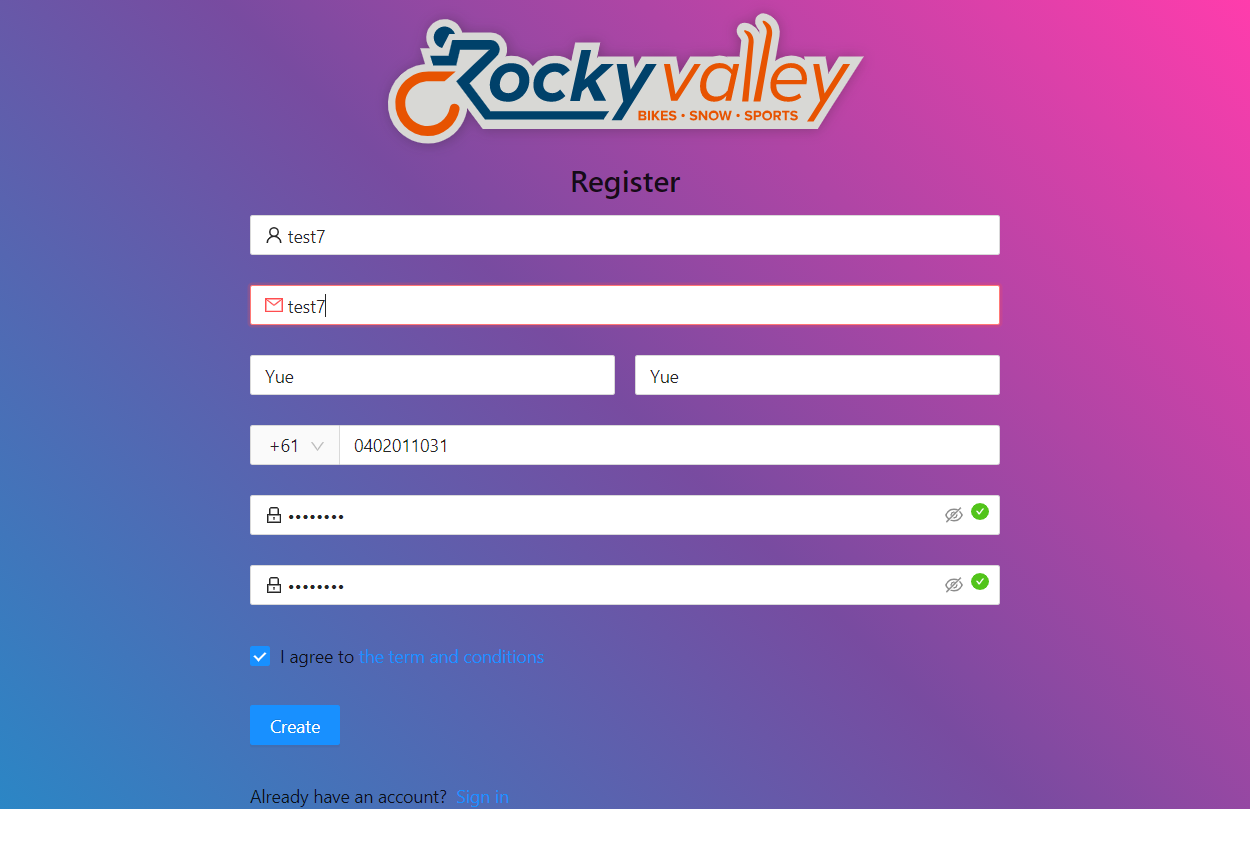 Rockyvalley
BIKES • SNOW • SPORTS
Register
test7
test7
Yue Yue
+61 0402011031
••••••••
••••••••
I agree to the term and conditions
Create
Already have an account? Sign in